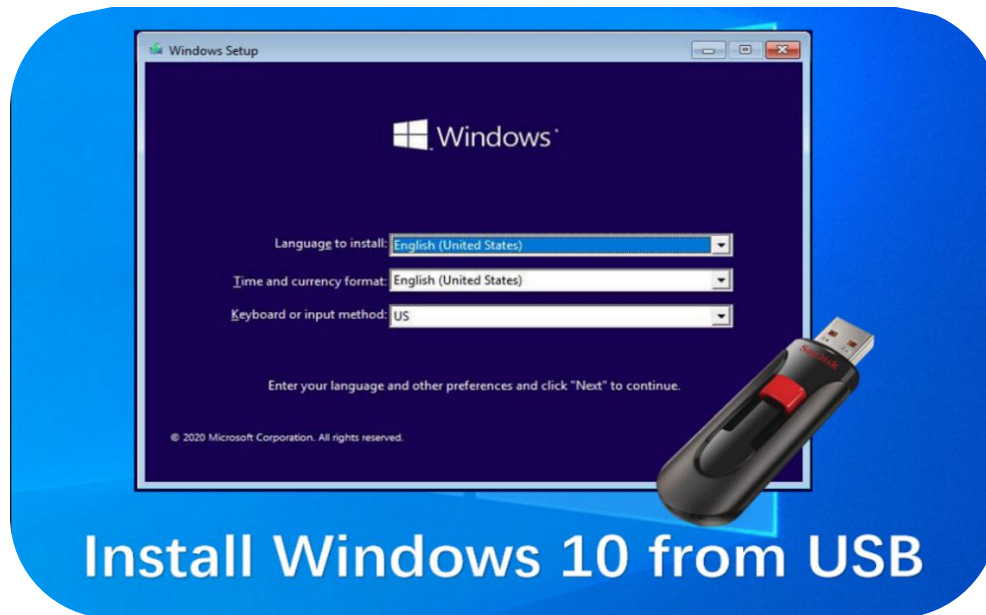 Windows Setup
Windows
Language to install: English (United States)
Time and currency format: English (United States)
Keyboard or input method: US
Enter your language and other preferences and click "Next" to continue.
© 2020 Microsoft Corporation. All rights reserved.
SanDisk
Install Windows 10 from USB